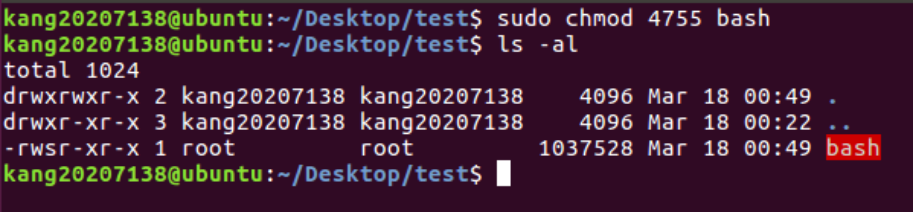 kang20207138@ubuntu:~/Desktop/test$ sudo chmod 4755 bash
kang20207138@ubuntu:~/Desktop/test$ ls -al
total 1024
drwxrwxr-x 2 kang20207138 kang20207138    4096 Mar 18 00:49 .
drwxr-xr-x 3 kang20207138 kang20207138    4096 Mar 18 00:22 ..
-rwsr-xr-x 1 root         root         1037528 Mar 18 00:49 bash
kang20207138@ubuntu:~/Desktop/test$